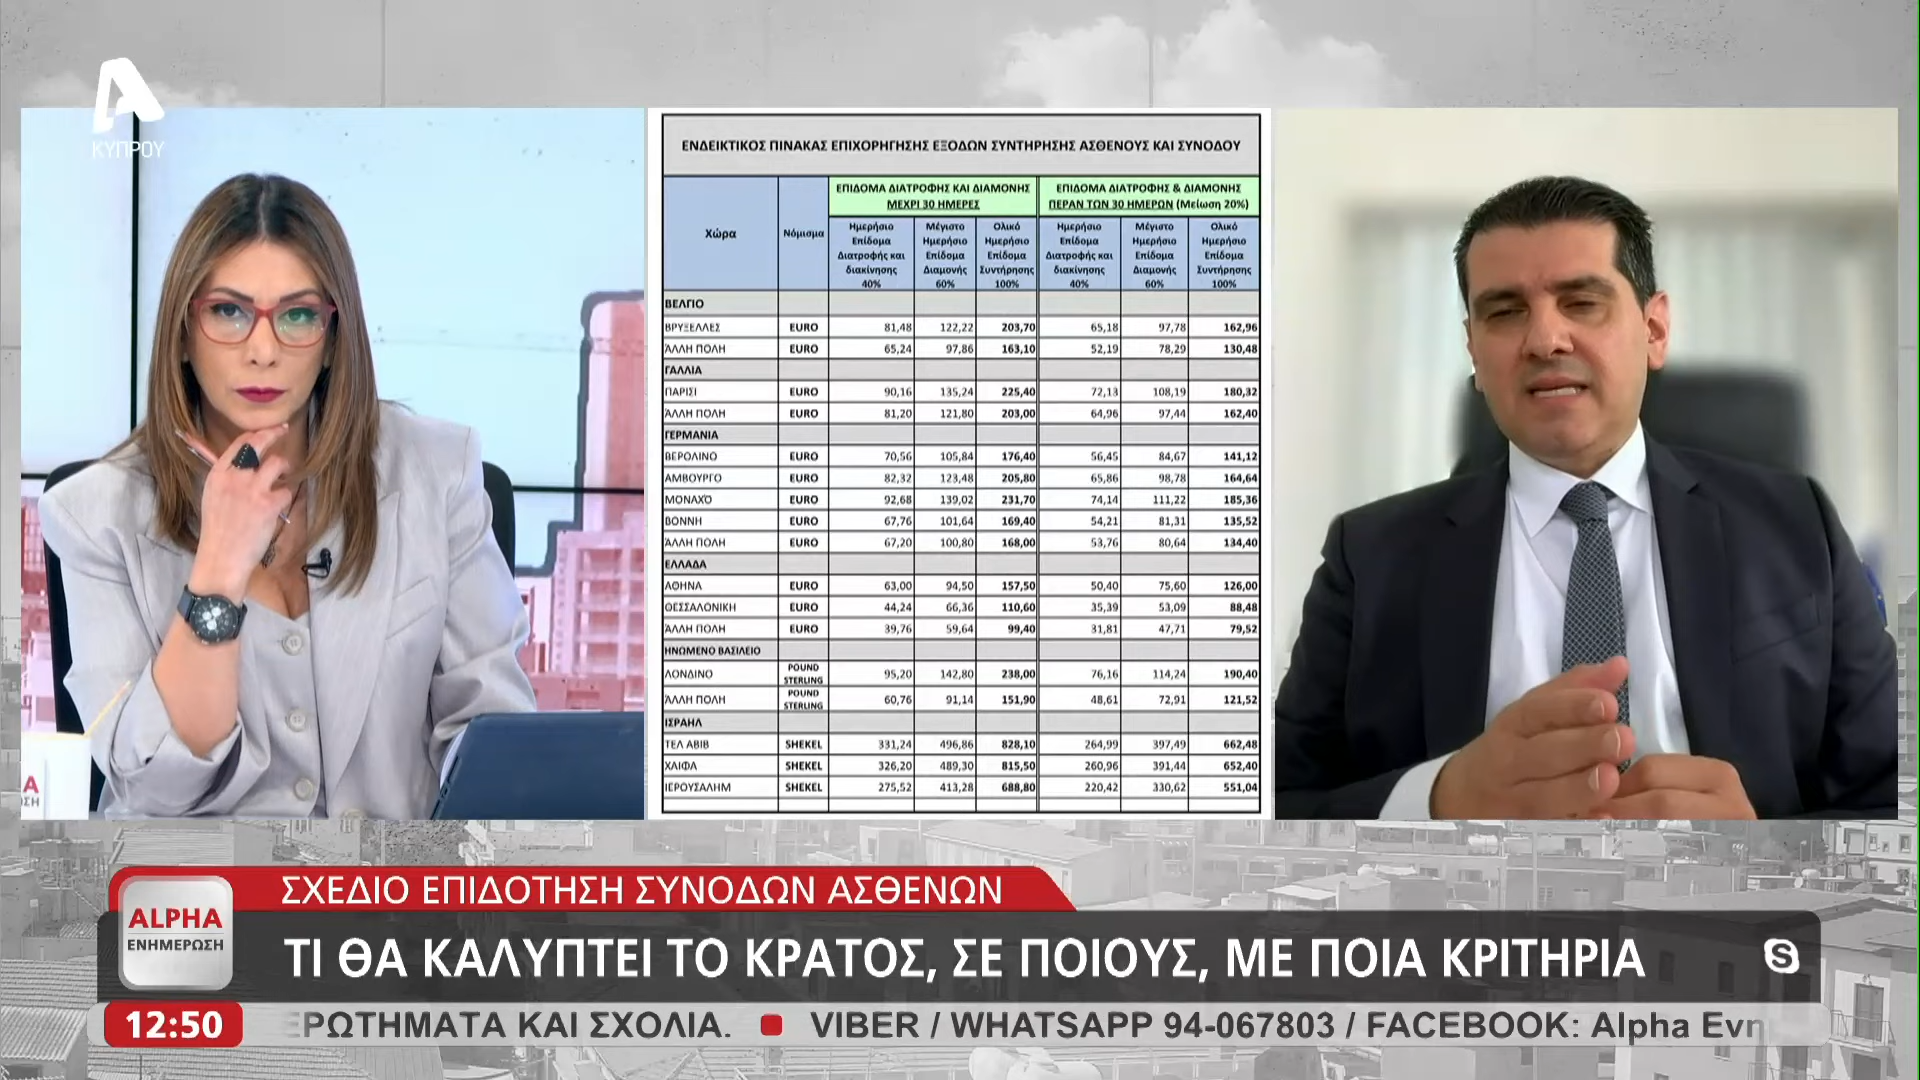 ΚΥΠΡΟΥ
ΕΝΔΕΙΚΤΙΚΟΣ ΠΙΝΑΚΑΣ ΕΠΙΧΟΡΗΓΗΣΗΣ ΕΞΟΔΩΝ ΣΥΝΤΗΡΗΣΗΣ ΑΣΘΕΝΟΥΣ ΚΑΙ ΣΥΝΟΔΟΥ
ΕΠΙΔΟΜΑ ΔΙΑΤΡΟΦΗΣ ΚΑΙ ΔΙΑΜΟΝΗΣ ΜΕΧΡΙ 30 ΗΜΕΡΕΣ
ΕΠΙΔΟΜΑ ΔΙΑΤΡΟΦΗΣ & ΔΙΑΜΟΝΗΣ ΠΕΡΑΝ ΤΩΝ 30 ΗΜΕΡΩΝ (Μείωση 20%)
Χώρα
Νόμισμα
Ημερήσιο Επίδομα Διατροφής και διακίνησης 40%
Μέγιστο Ημερήσιο Επίδομα Διαμονής 60%
Ολικό Ημερήσιο Επίδομα Συντήρησης 100%
Ημερήσιο Επίδομα Διατροφής και διακίνησης 40%
Μέγιστο Ημερήσιο Επίδομα Διαμονής 60%
Ολικό Ημερήσιο Επίδομα Συντήρησης 100%
ΒΕΛΓΙΟ
ΒΡΥΞΕΛΛΕΣ EURO 81,48 122,22 203,70 65,18 97,78 162,96
ΆΛΛΗ ΠΟΛΗ EURO 65,24 97,86 163,10 52,19 78,29 130,48
ΓΑΛΛΙΑ
ΠΑΡΙΣΙ EURO 90,16 135,24 225,40 72,13 108,19 180,32
ΆΛΛΗ ΠΟΛΗ EURO 81,20 121,80 203,00 64,96 97,44 162,40
ΓΕΡΜΑΝΙΑ
ΒΕΡΟΛΙΝΟ EURO 70,56 105,84 176,40 56,45 84,67 141,12
ΑΜΒΟΥΡΓΟ EURO 82,32 123,48 205,80 65,86 98,78 164,64
ΜΟΝΑΧΌ EURO 92,68 139,02 231,70 74,14 111,22 185,36
ΒΟΝΝΗ EURO 67,76 101,64 169,40 54,21 81,31 135,52
ΆΛΛΗ ΠΟΛΗ EURO 67,20 100,80 168,00 53,76 80,64 134,40
ΕΛΛΑΔΑ
ΑΘΗΝΑ EURO 63,00 94,50 157,50 50,40 75,60 126,00
ΘΕΣΣΑΛΟΝΙΚΗ EURO 44,24 66,36 110,60 35,39 53,09 88,48
ΆΛΛΗ ΠΟΛΗ EURO 39,76 59,64 99,40 31,81 47,71 79,52
ΗΝΩΜΕΝΟ ΒΑΣΙΛΕΙΟ
ΛΟΝΔΙΝΟ POUND STERLING 95,20 142,80 238,00 76,16 114,24 190,40
ΆΛΛΗ ΠΟΛΗ POUND STERLING 60,76 91,14 151,90 48,61 72,91 121,52
ΙΣΡΑΗΛ
ΤΕΛ ΑΒΙΒ SHEKEL 331,24 496,86 828,10 264,99 397,49 662,48
ΧΑΙΦΑ SHEKEL 326,20 489,30 815,50 260,96 391,44 652,40
ΙΕΡΟΥΣΑΛΗΜ SHEKEL 275,52 413,28 688,80 220,42 330,62 551,04
ΣΧΕΔΙΟ ΕΠΙΔΟΤΗΣΗ ΣΥΝΟΔΩΝ ΑΣΘΕΝΩΝ
ALPHA
ΕΝΗΜΕΡΩΣΗ
ΤΙ ΘΑ ΚΑΛΥΠΤΕΙ ΤΟ ΚΡΑΤΟΣ, ΣΕ ΠΟΙΟΥΣ, ΜΕ ΠΟΙΑ ΚΡΙΤΗΡΙΑ
12:50
ΕΡΩΤΗΜΑΤΑ ΚΑΙ ΣΧΟΛΙΑ. VIBER / WHATSAPP 94-067803 / FACEBOOK: Alpha Ενη